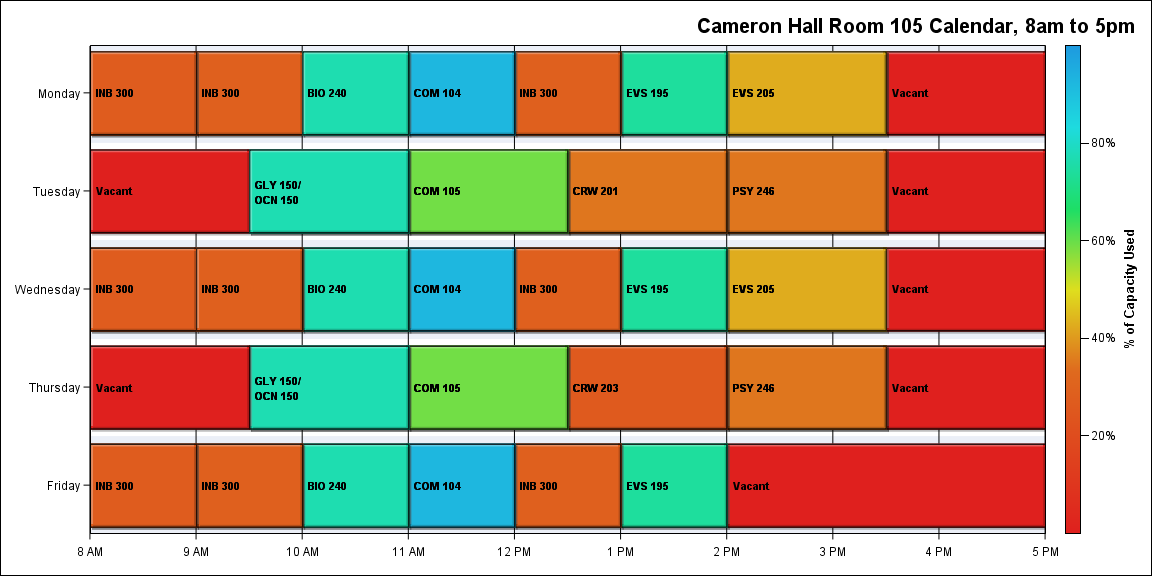 Cameron Hall Room 105 Calendar, 8am to 5pm
Monday
INB 300
INB 300
BIO 240
COM 104
INB 300
EVS 195
EVS 205
Vacant
Tuesday
Vacant
GLY 150/
OCN 150
COM 105
CRW 201
PSY 246
Vacant
Wednesday
INB 300
INB 300
BIO 240
COM 104
INB 300
EVS 195
EVS 205
Vacant
Thursday
Vacant
GLY 150/
OCN 150
COM 105
CRW 203
PSY 246
Vacant
Friday
INB 300
INB 300
BIO 240
COM 104
INB 300
EVS 195
Vacant
8 AM
9 AM
10 AM
11 AM
12 PM
1 PM
2 PM
3 PM
4 PM
5 PM
80%
60%
40%
20%
% of Capacity Used